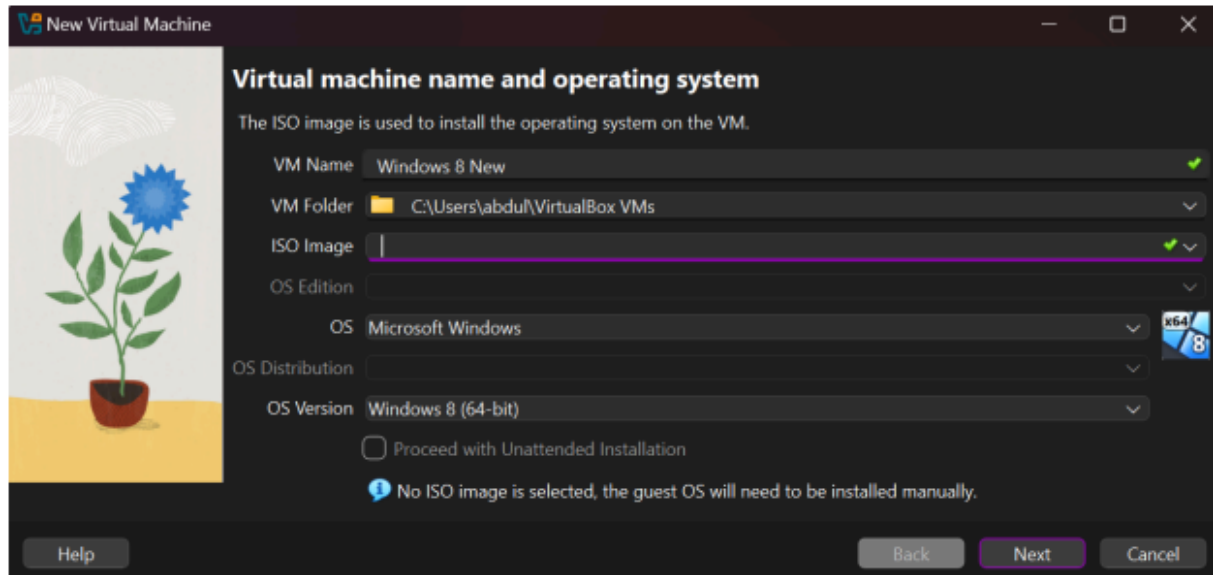 New Virtual Machine
Virtual machine name and operating system
The ISO image is used to install the operating system on the VM.
VM Name Windows 8 New
VM Folder C:\Users\abdul\VirtualBox VMs
ISO Image
OS Edition
OS Microsoft Windows
x64
8
OS Distribution
OS Version Windows 8 (64-bit)
Proceed with Unattended Installation
No ISO image is selected, the guest OS will need to be installed manually.
Help Back Next Cancel